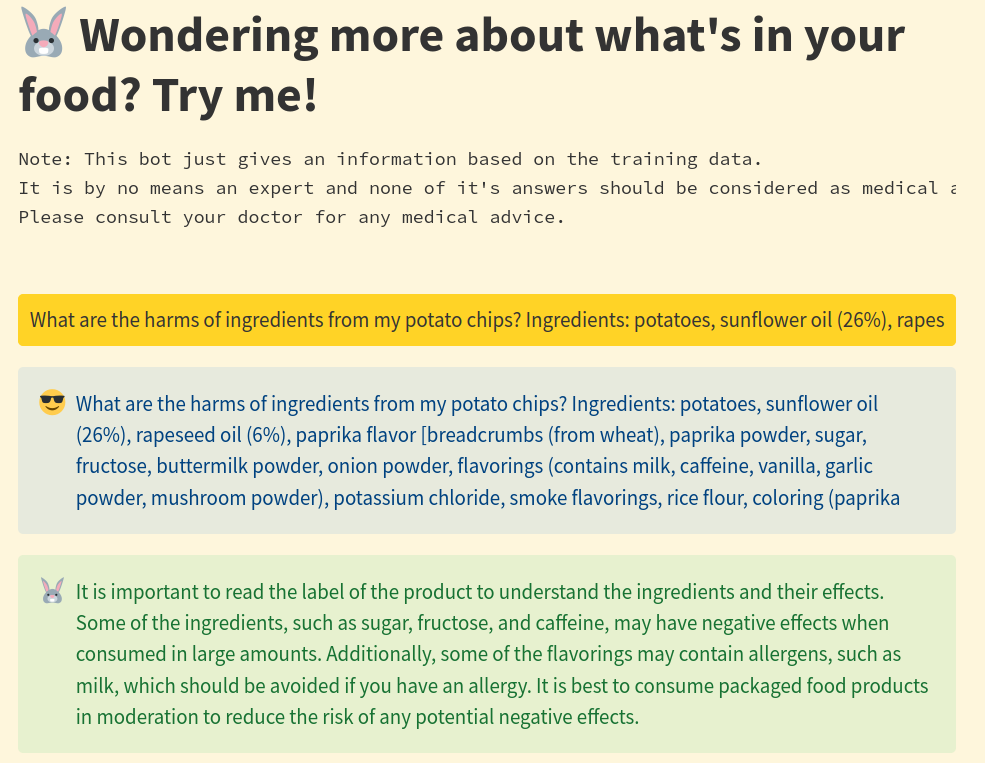 Wondering more about what's in your
food? Try me!
Note: This bot just gives an information based on the training data.
It is by no means an expert and none of it's answers should be considered as medical
Please consult your doctor for any medical advice.
What are the harms of ingredients from my potato chips? Ingredients: potatoes, sunflower oil (26%), rapes
What are the harms of ingredients from my potato chips? Ingredients: potatoes, sunflower oil
(26%), rapeseed oil (6%), paprika flavor [breadcrumbs (from wheat), paprika powder, sugar,
fructose, buttermilk powder, onion powder, flavorings (contains milk, caffeine, vanilla, garlic
powder, mushroom powder), potassium chloride, smoke flavorings, rice flour, coloring (paprika
It is important to read the label of the product to understand the ingredients and their effects.
Some of the ingredients, such as sugar, fructose, and caffeine, may have negative effects when
consumed in large amounts. Additionally, some of the flavorings may contain allergens, such as
milk, which should be avoided if you have an allergy. It is best to consume packaged food products
in moderation to reduce the risk of any potential negative effects.